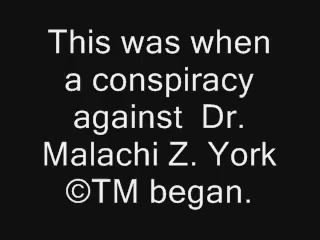 This was when
a conspiracy
against  Dr.
Malachi Z. York
©TM began.